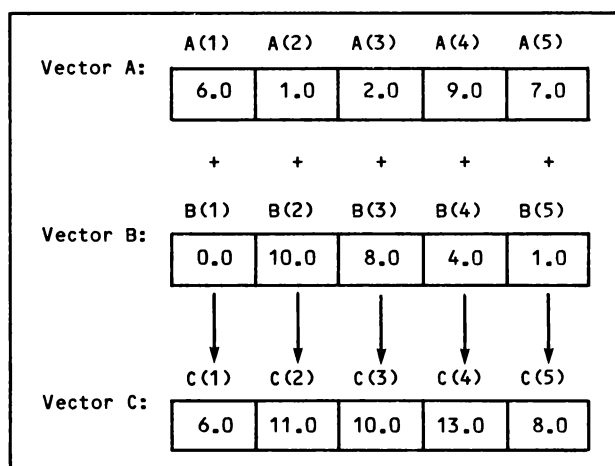 A(1) A(2) A(3) A(4) A(5)
Vector A:
6.0 1.0 2.0 9.0 7.0
+ + + + +
B(1) B(2) B(3) B(4) B(5)
Vector B:
0.0 10.0 8.0 4.0 1.0
C(1) C(2) C(3) C(4) C(5)
Vector C:
6.0 11.0 10.0 13.0 8.0